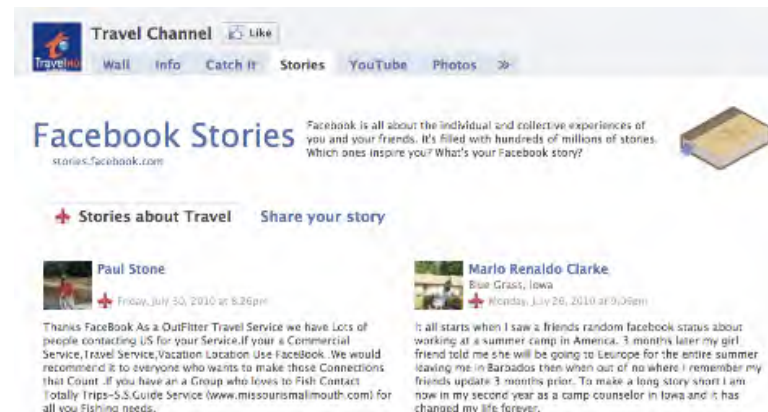 Travel Channel Like
TravelHD
Wall Info Catch It Stories YouTube Photos »
Facebook Stories
stories.facebook.com
Facebook is all about the individual and collective experiences of
you and your friends. It's filled with hundreds of millions of stories.
Which ones inspire you? What's your Facebook story?
Stories about Travel Share your story
Paul Stone
Friday, July 30, 2010 at 8:26pm
Thanks FaceBook As a OutFitter Travel Service we have Lots of
people contacting US for your Service.If your a Commercial
Service,Travel Service,Vacation Location Use FaceBook .We would
recommend it to everyone who wants to make those Connections
that Count .If you have an a Group who loves to Fish Contact
Totally Trips-S.S.Guide Service (www.missourismallmouth.com) for
all you Fishing needs.
Mario Renaldo Clarke
Blue Grass, Iowa
Monday, July 26, 2010 at 9:06pm
It all starts when I saw a friends random facebook status about
working at a summer camp in America. 3 months later my girl
friend told me she will be going to Eeurope for the entire summer
leaving me in Barbados then when out of no where I remember my
friends update 3 months prior. To make a long story short I am
now in my second year as a camp counselor in Iowa and it has
changed my life forever.